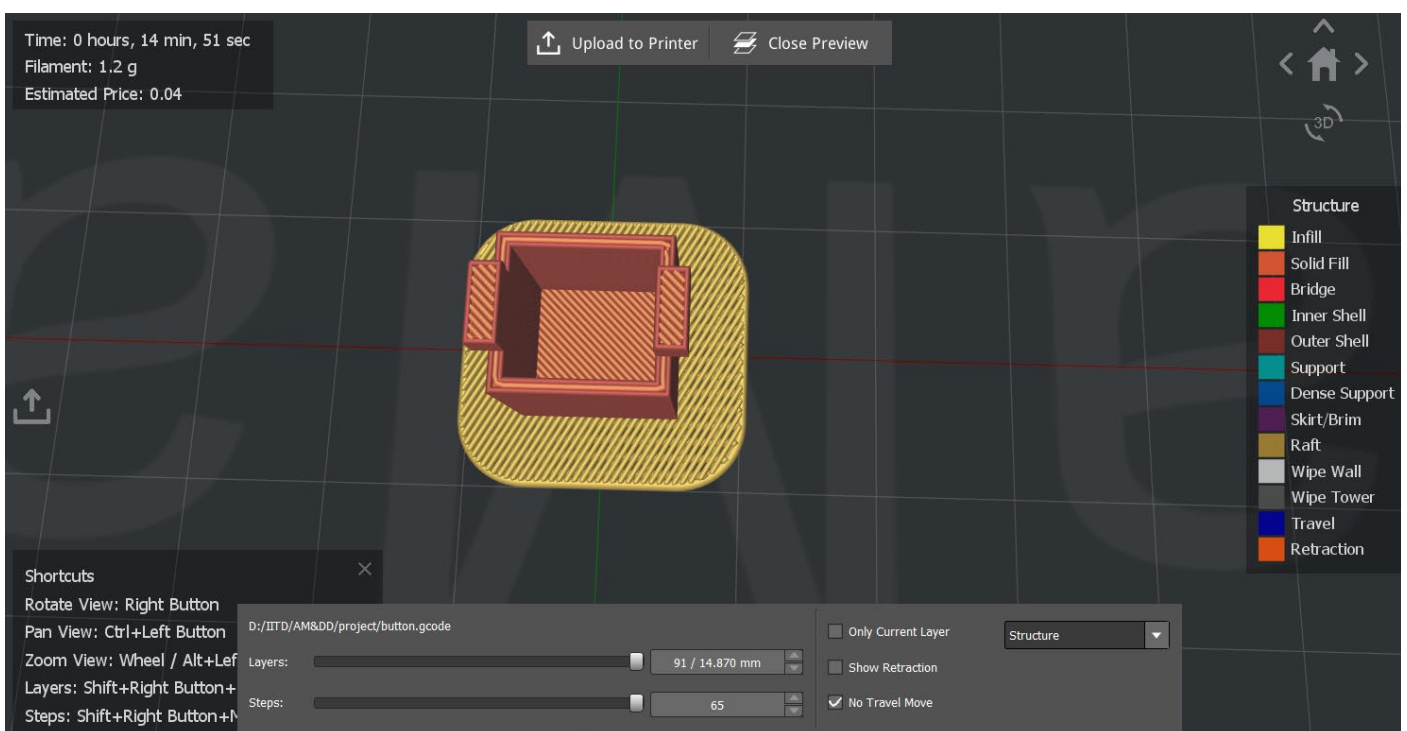 Time: 0 hours, 14 min, 51 sec
Filament: 1.2 g
Estimated Price: 0.04
Upload to Printer
Close Preview
3D
Structure
Infill
Solid Fill
Bridge
Inner Shell
Outer Shell
Support
Dense Support
Skirt/Brim
Raft
Wipe Wall
Wipe Tower
Travel
Retraction
Shortcuts
Rotate View: Right Button
Pan View: Ctrl+Left Button
Zoom View: Wheel / Alt+Lef
Layers: Shift+Right Button+
Steps: Shift+Right Button+M
D:/IITD/AM&DD/project/button.gcode
Layers:
91 / 14.870 mm
Steps:
65
Only Current Layer
Structure
Show Retraction
No Travel Move